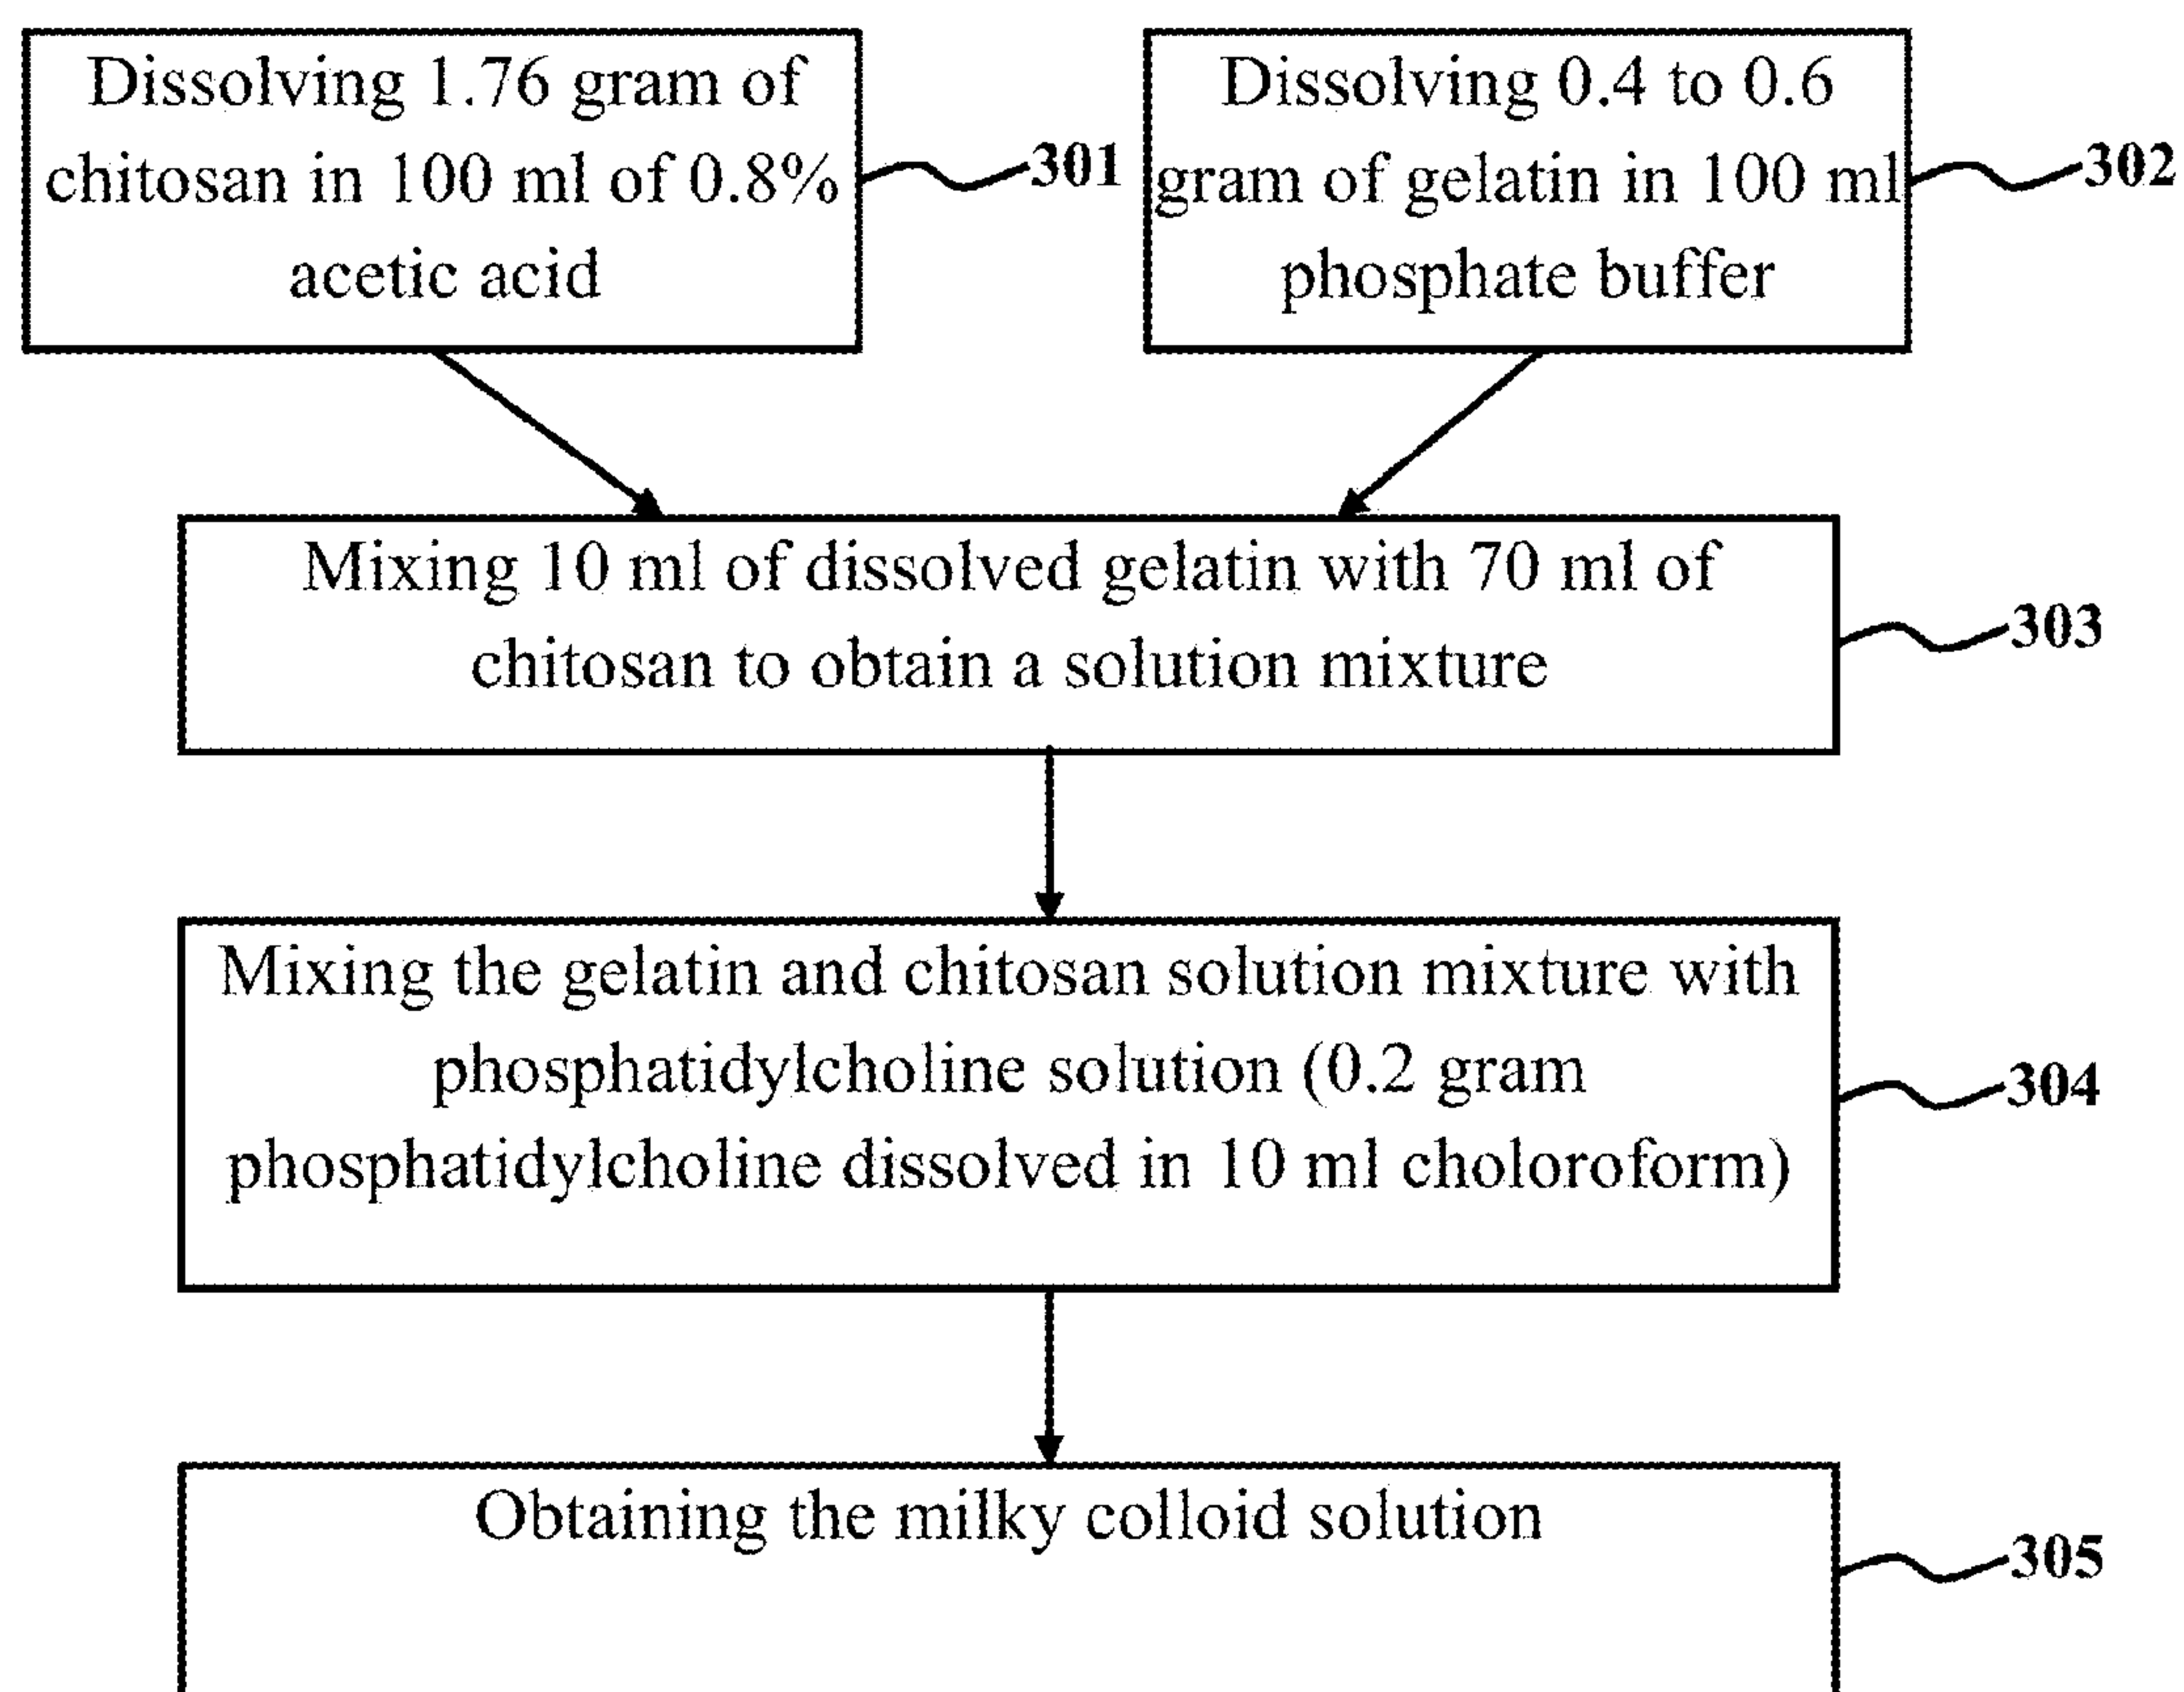 Dissolving 1.76 gram of
chitosan in 100 ml of 0.8%
acetic acid
301
Dissolving 0.4 to 0.6
gram of gelatin in 100 ml
phosphate buffer
302
Mixing 10 ml of dissolved gelatin with 70 ml of
chitosan to obtain a solution mixture
303
Mixing the gelatin and chitosan solution mixture with
phosphatidylcholine solution (0.2 gram
phosphatidylcholine dissolved in 10 ml choloroform)
304
Obtaining the milky colloid solution
305